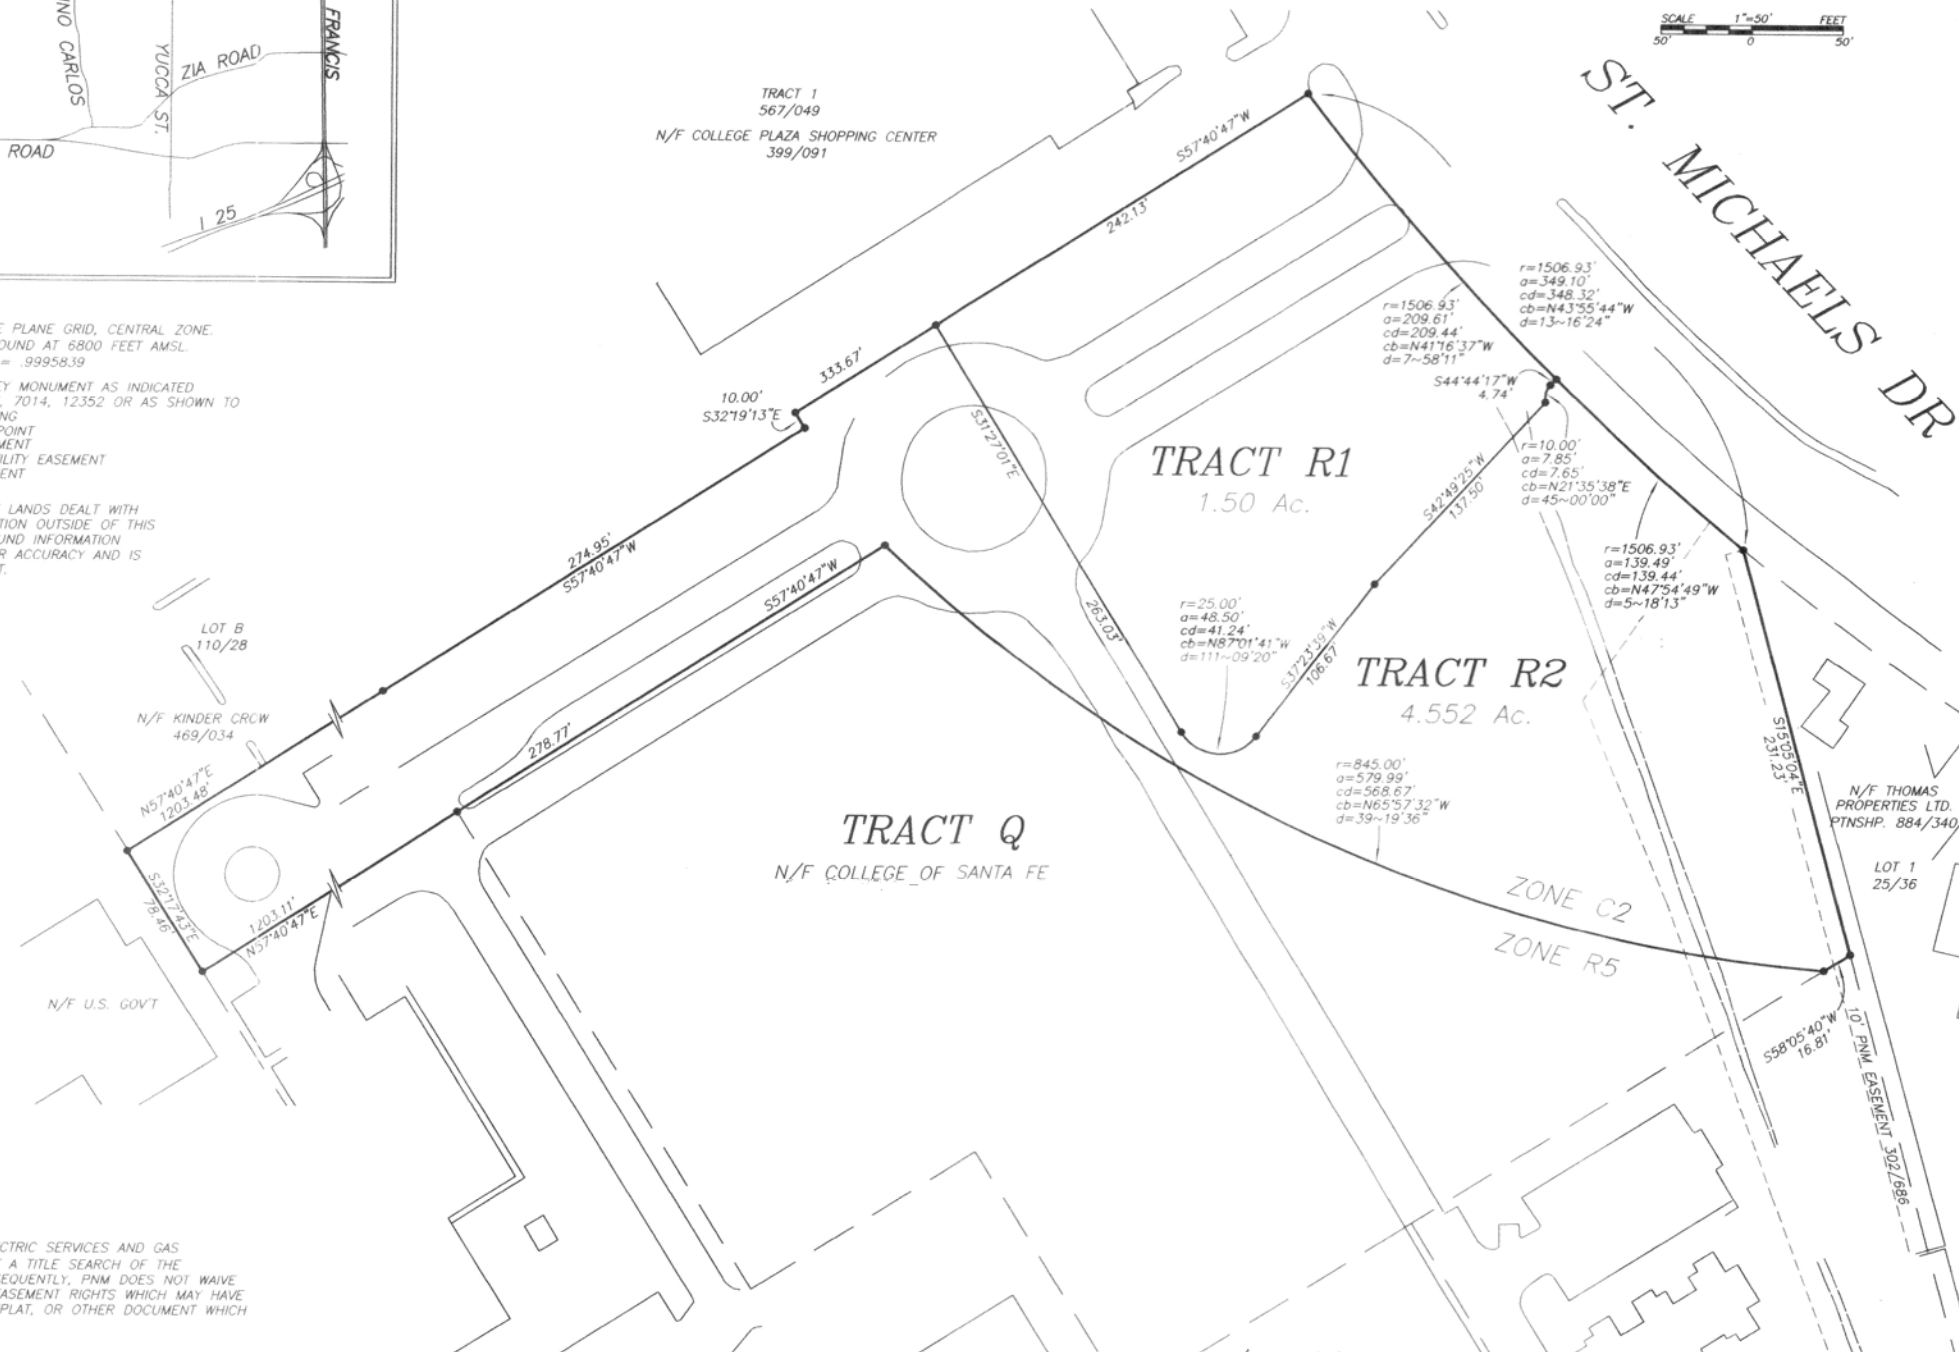 FRANCIS
NO CARLOS
YUCCA ST.
ZIA ROAD
ROAD
I 25
SCALE 1"=50' FEET
50' 0 50'
ST. MICHAELS DR
TRACT 1
567/049
N/F COLLEGE PLAZA SHOPPING CENTER
399/091
S57°40'47"W
242.13'
PLANE GRID, CENTRAL ZONE.
OUND AT 6800 FEET AMSL.
= .9995839
Y MONUMENT AS INDICATED
, 7014, 12352 OR AS SHOWN TO
NG
POINT
MENT
ILITY EASEMENT
ENT
LANDS DEALT WITH
TION OUTSIDE OF THIS
UND INFORMATION
R ACCURACY AND IS
T.
333.67'
10.00'
S32°19'13"E
r=1506.93'
a=349.10'
cd=348.32'
cb=N43°55'44"W
d=13~16'24"
r=1506.93'
a=209.61'
cd=209.44'
cb=N41°16'37"W
d=7~58'11"
S44°44'17"W
4.74'
S31°27'01"E
263.03'
TRACT R1
1.50 Ac.
S42°49'25"W
137.50'
r=10.00'
a=7.85'
cd=7.65'
cb=N21°35'38"E
d=45~00'00"
r=1506.93'
a=139.49'
cd=139.44'
cb=N47°54'49"W
d=5~18'13"
274.95'
S57°40'47"W
S57°40'47"W
278.77'
r=25.00'
a=48.50'
cd=41.24'
cb=N87°01'41"W
d=111~09'20"
S37°23'39"W
106.67'
TRACT R2
4.552 Ac.
LOT B
110/28
N/F KINDER CROW
469/034
N57°40'47"E
1203.48'
S32°17'43"E
78.46'
1203.11'
N57°40'47"E
N/F U.S. GOV'T
TRACT Q
N/F COLLEGE OF SANTA FE
r=845.00'
a=579.99'
cd=568.67'
cb=N65°57'32"W
d=39~19'36"
S15°05'04"E
231.23'
N/F THOMAS
PROPERTIES LTD.
PTNSHP. 884/340
LOT 1
25/36
ZONE C2
ZONE R5
S58°05'40"W
16.81'
10' PNM EASEMENT 302/686
CTRIC SERVICES AND GAS
A TITLE SEARCH OF THE
EQUENTLY, PNM DOES NOT WAIVE
EASEMENT RIGHTS WHICH MAY HAVE
PLAT, OR OTHER DOCUMENT WHICH